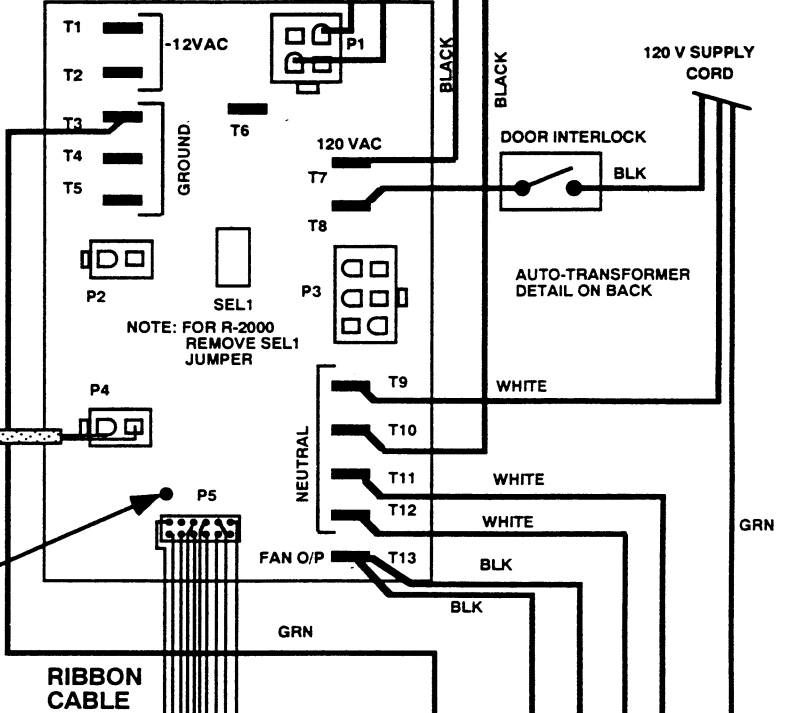 T1
-12VAC
T2
P1
BLACK
BLACK
120 V SUPPLY
CORD
T3
T6
GROUND
120 VAC
DOOR INTERLOCK
T4
T7
BLK
T5
T8
P2
SEL1
P3
AUTO-TRANSFORMER
DETAIL ON BACK
NOTE: FOR R-2000
REMOVE SEL1
JUMPER
P4
T9
WHITE
T10
NEUTRAL
T11
WHITE
P5
T12
WHITE
GRN
FAN O/P
T13
BLK
BLK
GRN
RIBBON
CABLE